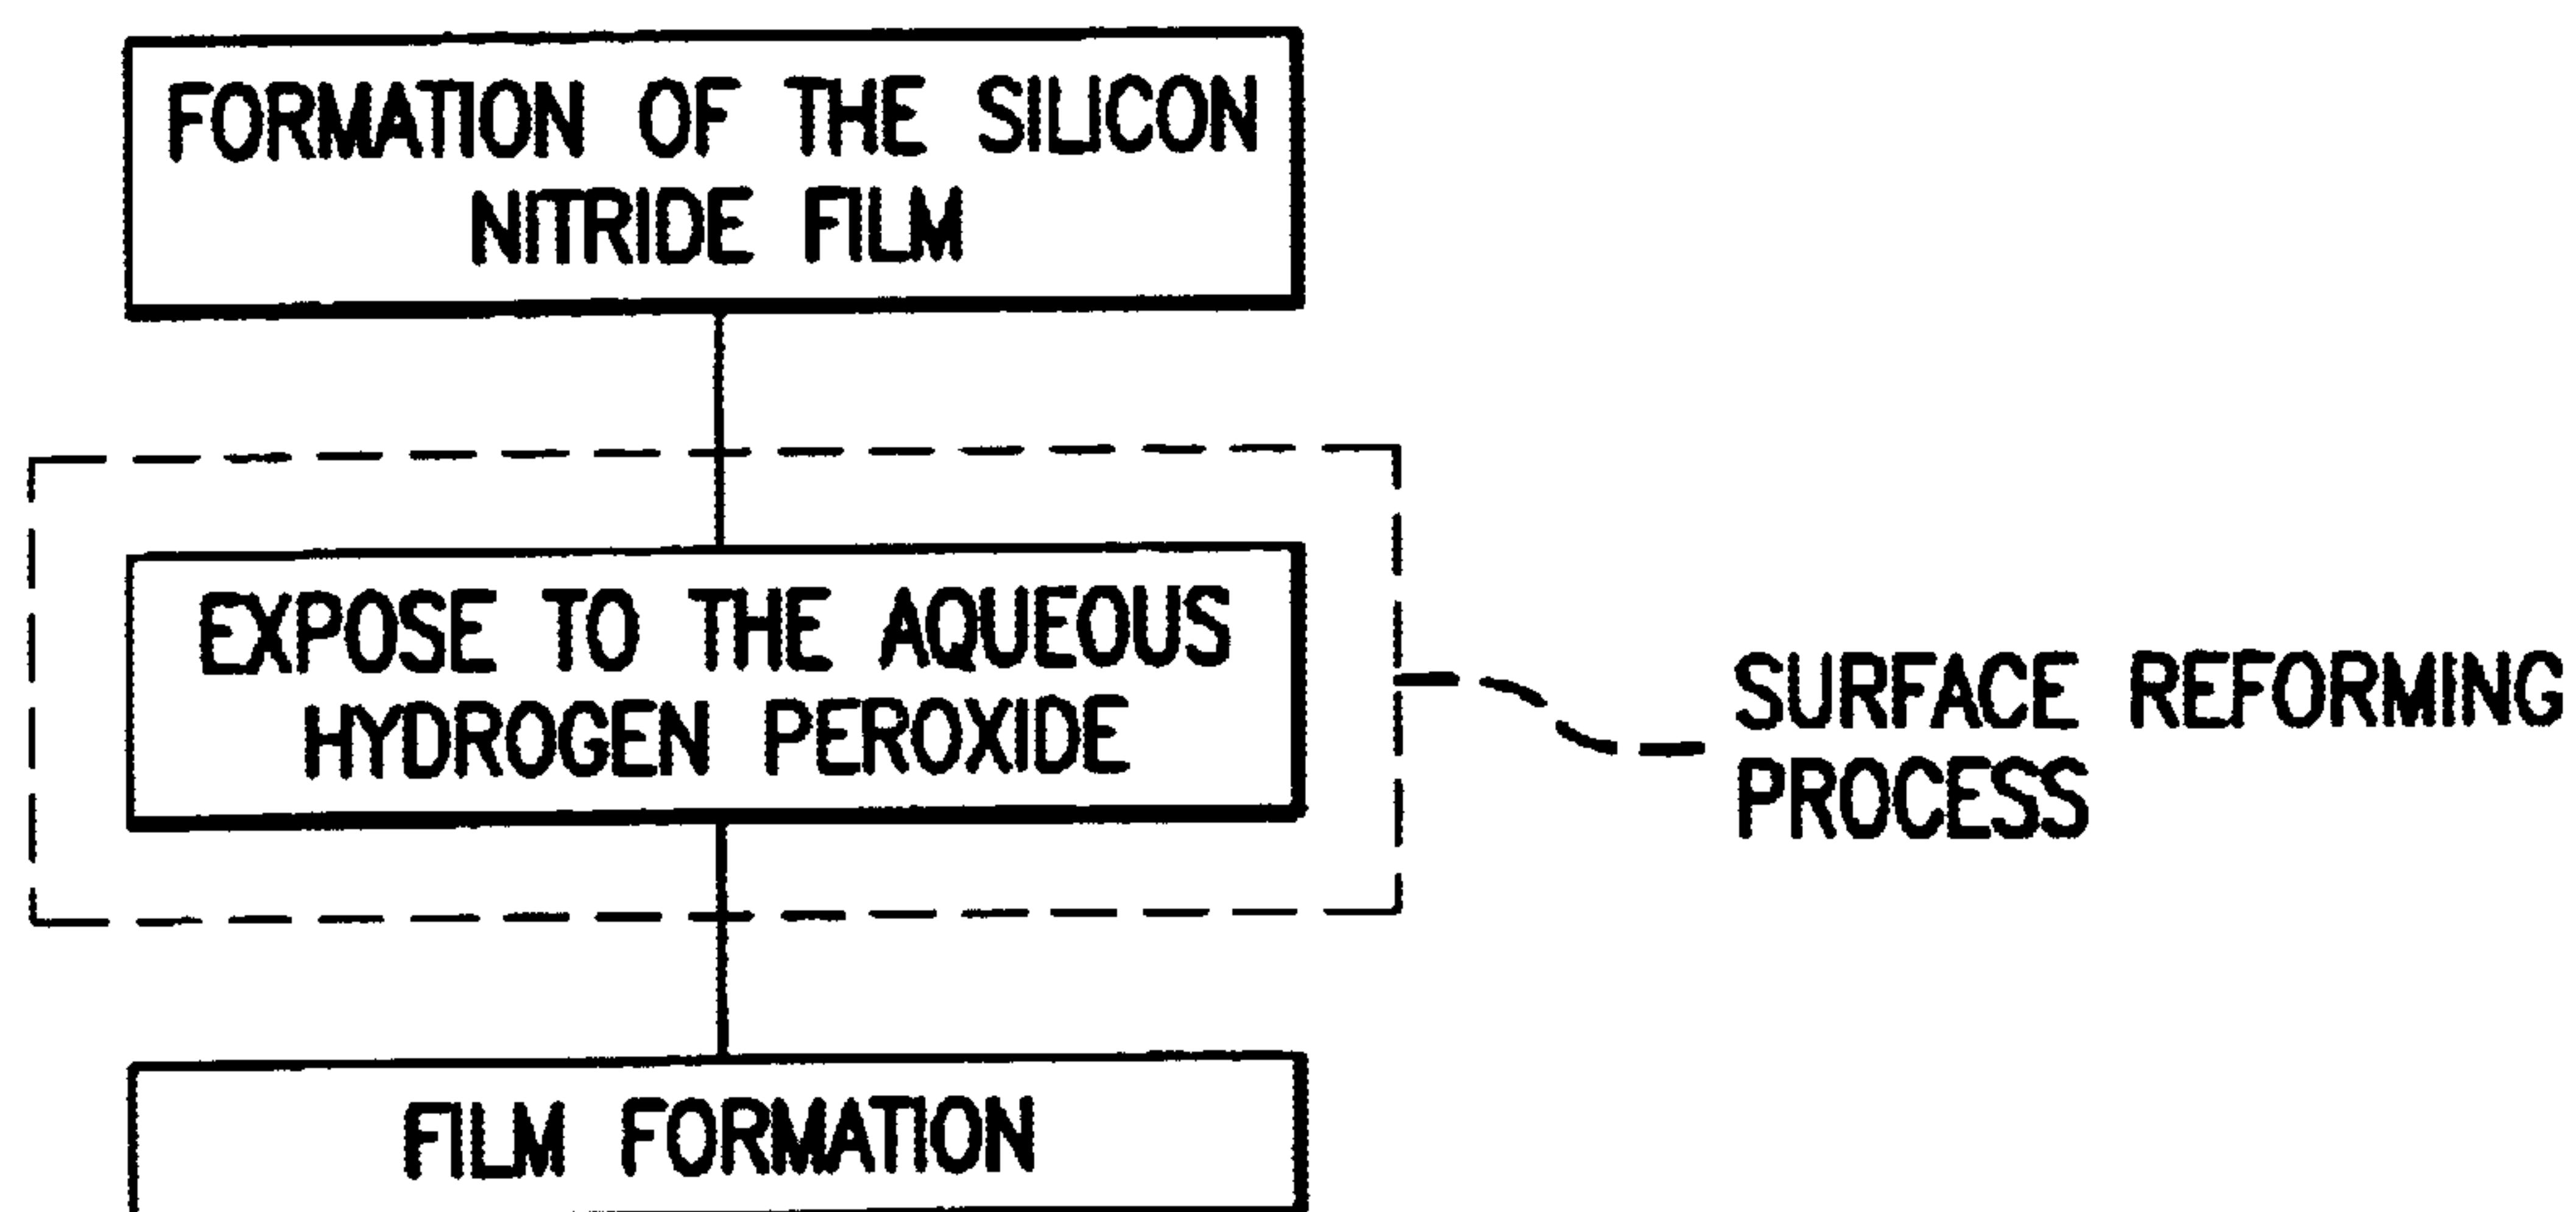 FORMATION OF THE SILICON
NITRIDE FILM
EXPOSE TO THE AQUEOUS
HYDROGEN PEROXIDE
SURFACE REFORMING
PROCESS
FILM FORMATION